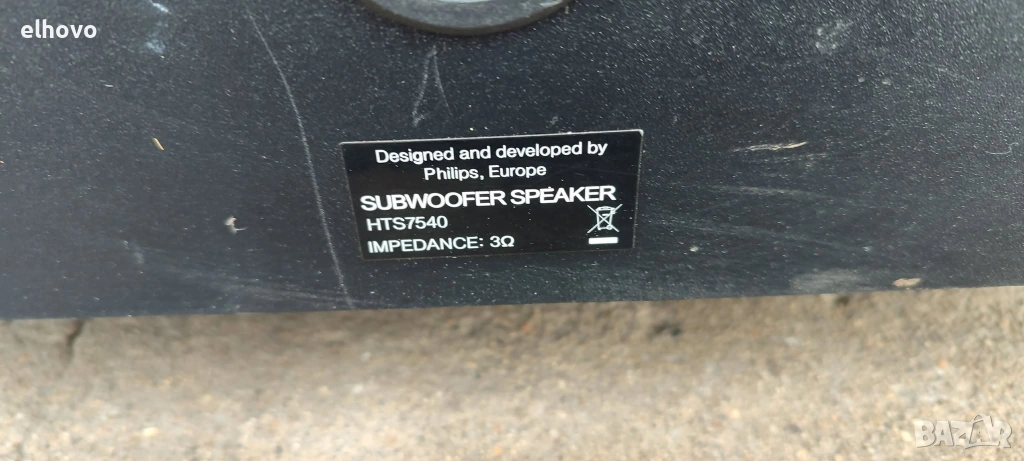 elhovo
Designed and developed by
Philips, Europe
SUBWOOFER SPEAKER
HTS7540
IMPEDANCE: 3Ω
BAZAR